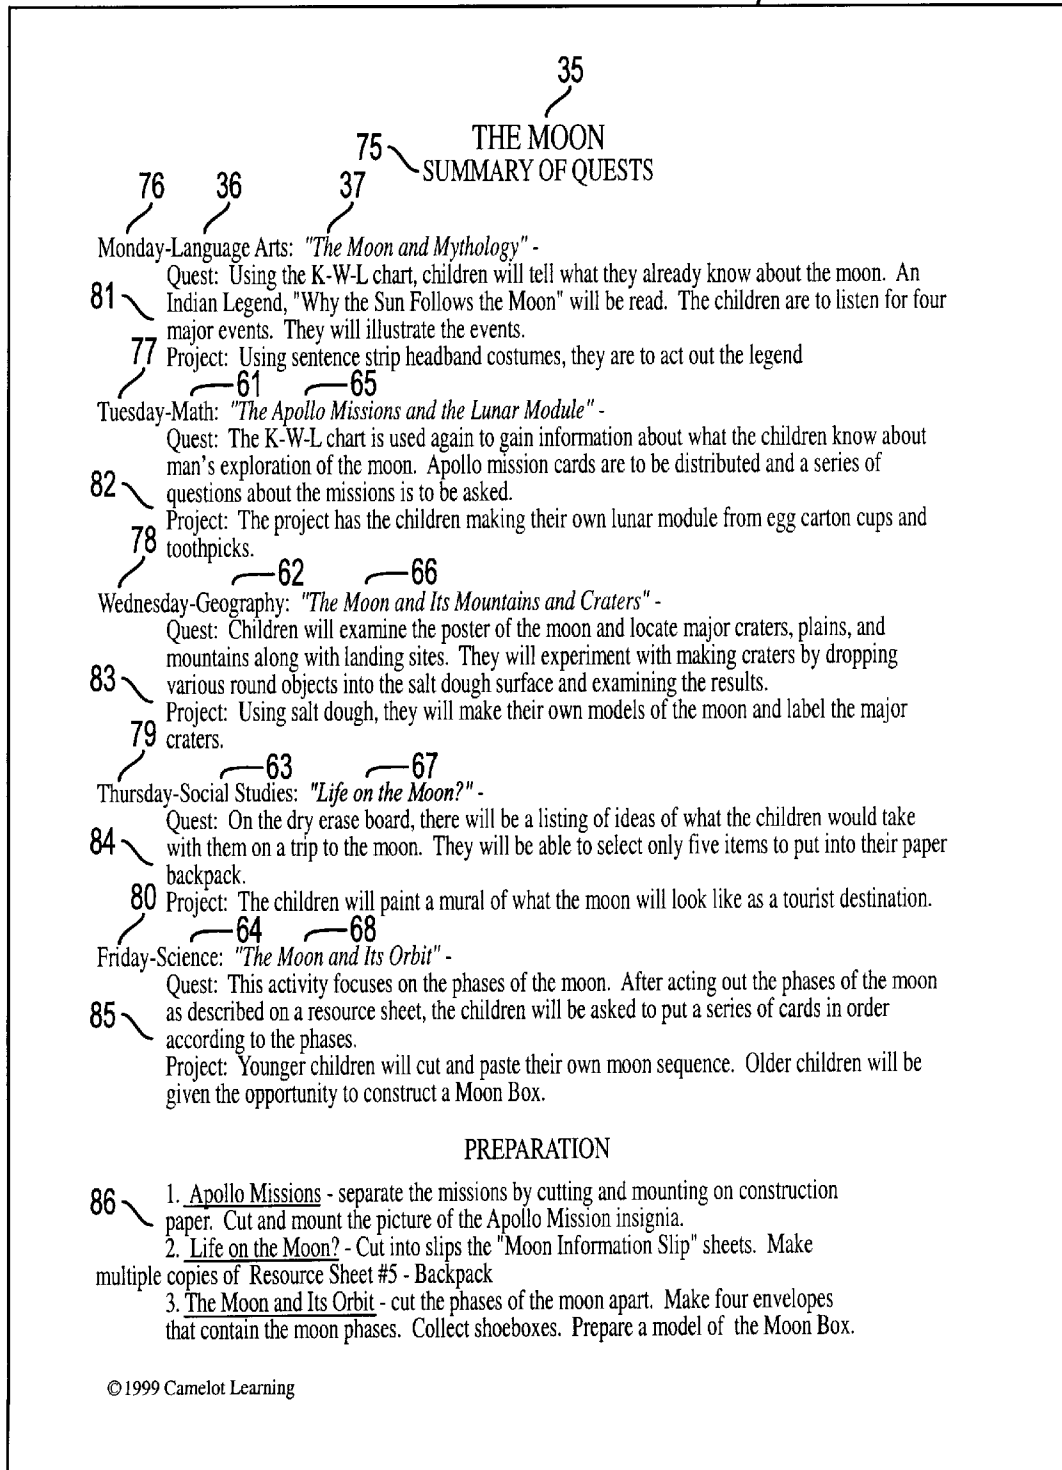 35
THE MOON
75
SUMMARY OF QUESTS
76 36 37
Monday-Language Arts: "The Moon and Mythology" -
Quest: Using the K-W-L chart, children will tell what they already know about the moon. An
81 Indian Legend, "Why the Sun Follows the Moon" will be read. The children are to listen for four
major events. They will illustrate the events.
77 Project: Using sentence strip headband costumes, they are to act out the legend
61 65
Tuesday-Math: "The Apollo Missions and the Lunar Module" -
Quest: The K-W-L chart is used again to gain information about what the children know about
man's exploration of the moon. Apollo mission cards are to be distributed and a series of
82 questions about the missions is to be asked.
Project: The project has the children making their own lunar module from egg carton cups and
78 toothpicks.
62 66
Wednesday-Geography: "The Moon and Its Mountains and Craters" -
Quest: Children will examine the poster of the moon and locate major craters, plains, and
mountains along with landing sites. They will experiment with making craters by dropping
83 various round objects into the salt dough surface and examining the results.
Project: Using salt dough, they will make their own models of the moon and label the major
79 craters.
63 67
Thursday-Social Studies: "Life on the Moon?" -
Quest: On the dry erase board, there will be a listing of ideas of what the children would take
84 with them on a trip to the moon. They will be able to select only five items to put into their paper
backpack.
80 Project: The children will paint a mural of what the moon will look like as a tourist destination.
64 68
Friday-Science: "The Moon and Its Orbit" -
Quest: This activity focuses on the phases of the moon. After acting out the phases of the moon
85 as described on a resource sheet, the children will be asked to put a series of cards in order
according to the phases.
Project: Younger children will cut and paste their own moon sequence. Older children will be
given the opportunity to construct a Moon Box.
PREPARATION
86 1. Apollo Missions - separate the missions by cutting and mounting on construction
paper. Cut and mount the picture of the Apollo Mission insignia.
2. Life on the Moon? - Cut into slips the "Moon Information Slip" sheets. Make
multiple copies of Resource Sheet #5 - Backpack
3. The Moon and Its Orbit - cut the phases of the moon apart. Make four envelopes
that contain the moon phases. Collect shoeboxes. Prepare a model of the Moon Box.
©1999 Camelot Learning